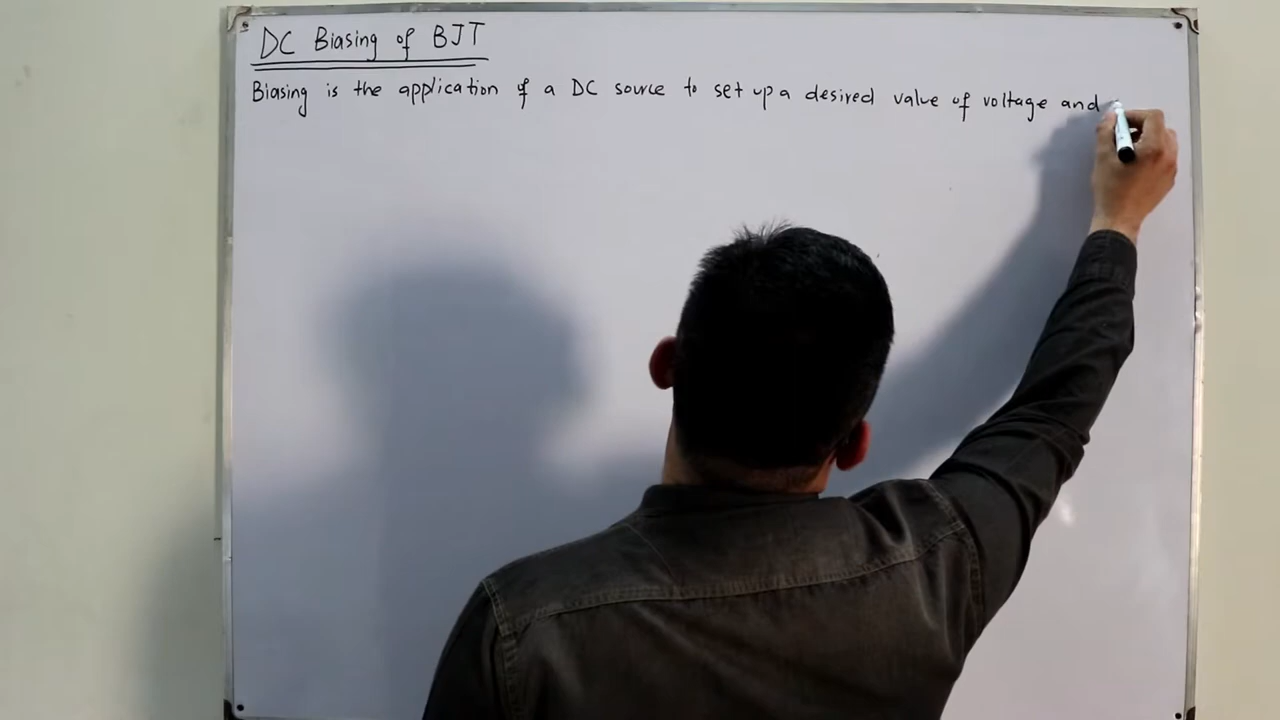 DC Biasing of BJT
Biasing is the application of a DC source to set up a desired value of voltage and